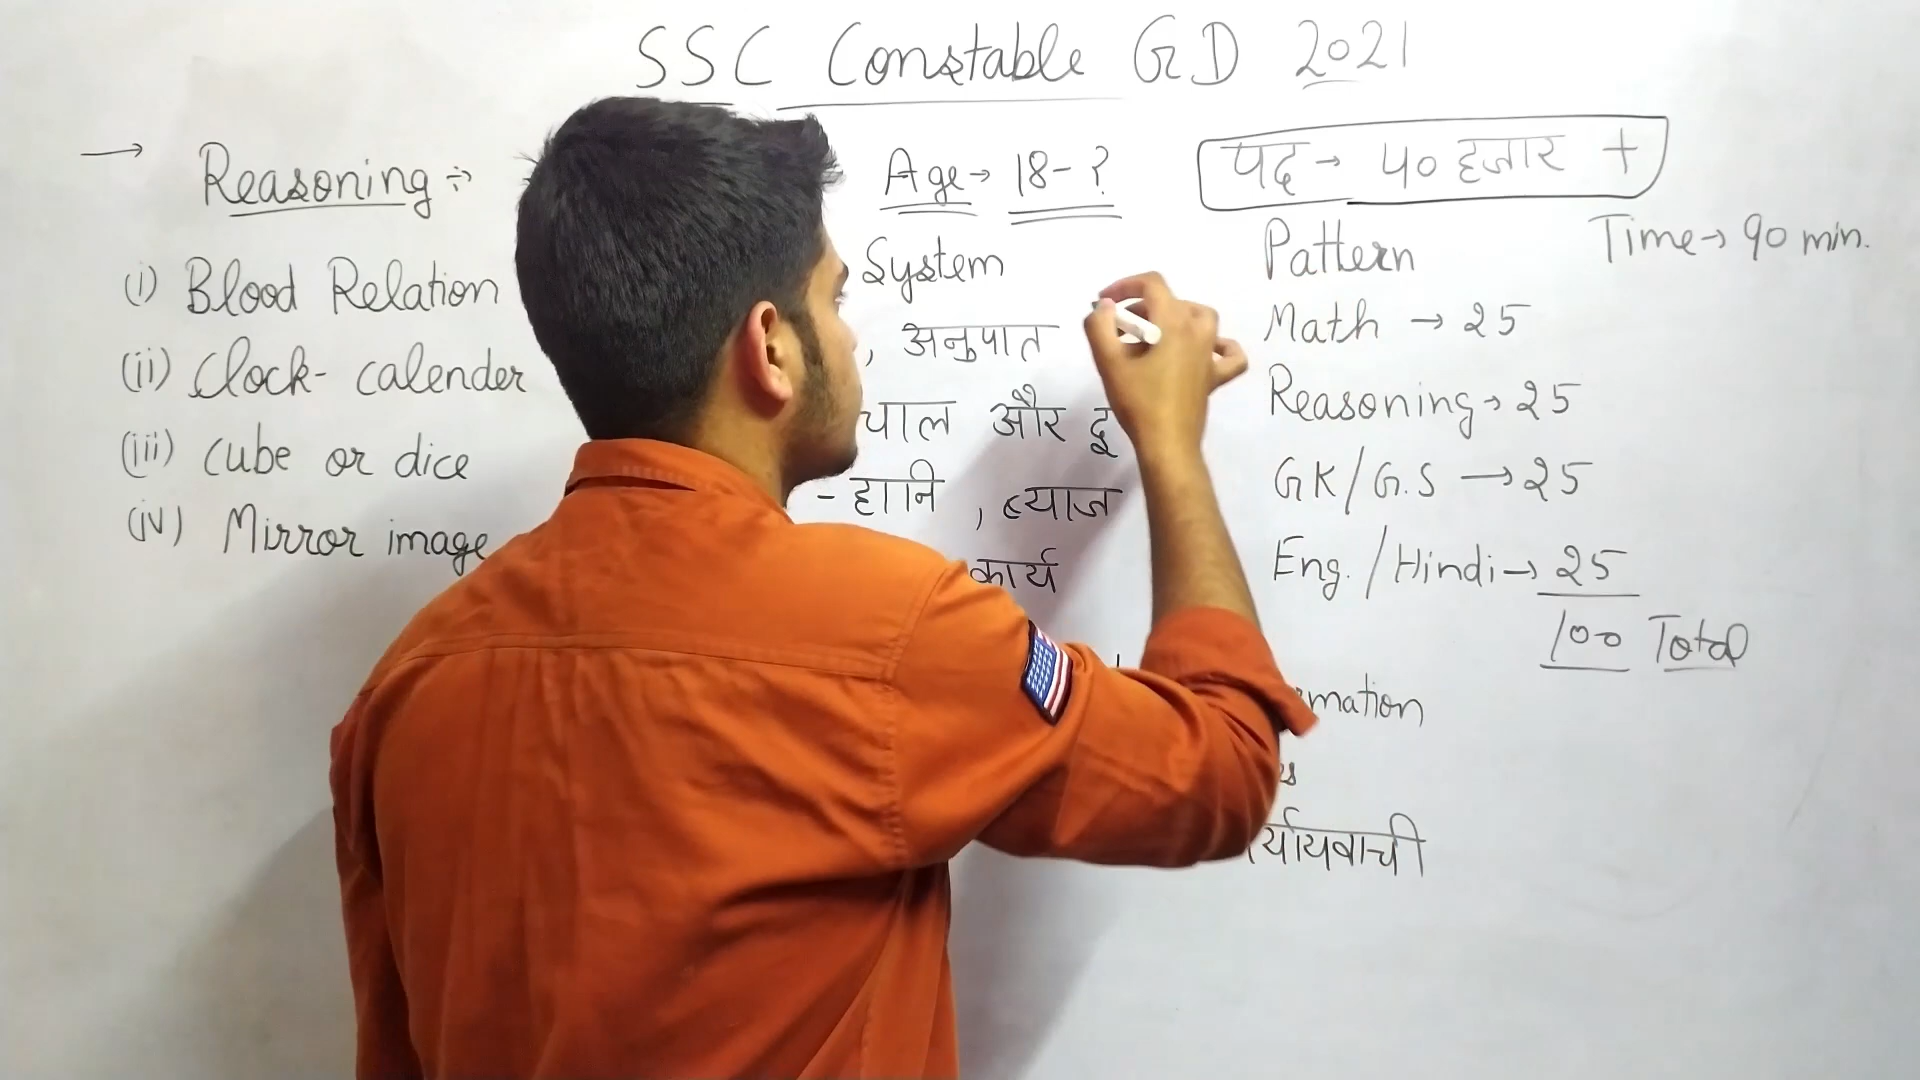 SSC Constable GD 2021
→ Reasoning :-
(i) Blood Relation
(ii) Clock- calender
(iii) Cube or dice
(iv) Mirror image
Age → 18 - ?
System
, अनुपात
चाल और
- हानि , ब्याज
कार्य
पद → 40 हजार +
Pattern
Time → 90 min.
Math → 25
Reasoning → 25
GK/G.S → 25
Eng. / Hindi → 25
100 Total